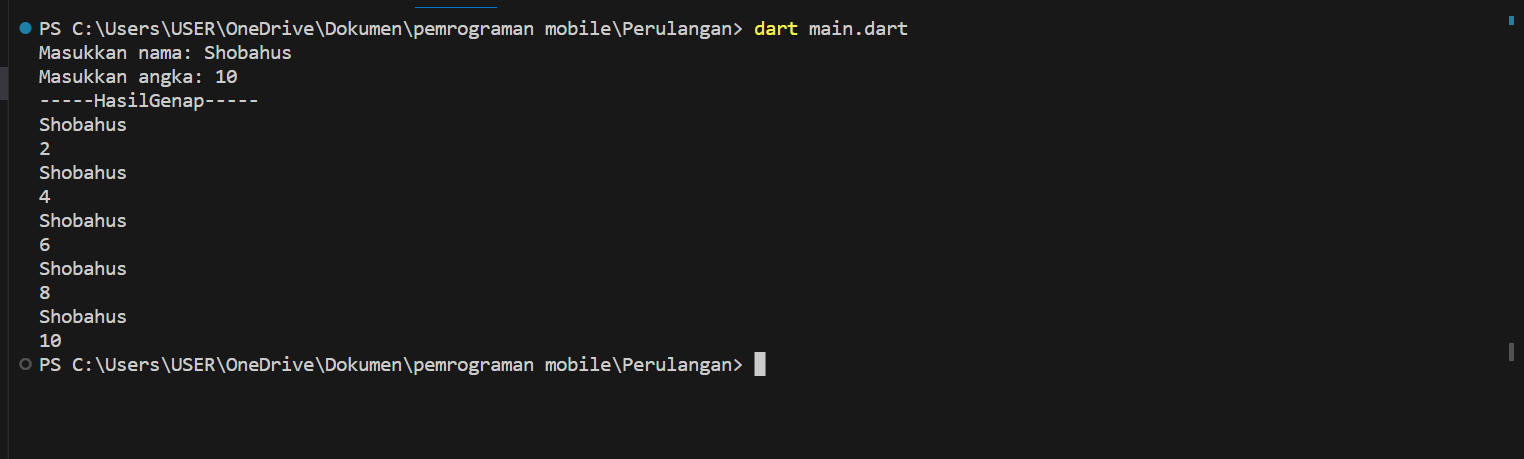 PS C:\Users\USER\OneDrive\Dokumen\pemrograman mobile\Perulangan> dart main.dart
Masukkan nama: Shobahus
Masukkan angka: 10
-----HasilGenap-----
Shobahus
2
Shobahus
4
Shobahus
6
Shobahus
8
Shobahus
10
PS C:\Users\USER\OneDrive\Dokumen\pemrograman mobile\Perulangan>